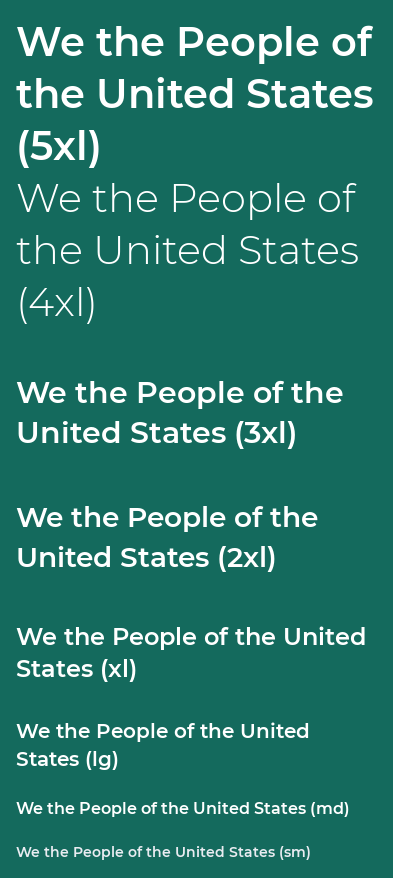 We the People of
the United States
(5xl)
We the People of
the United States
(4xl)
We the People of the
United States (3xl)
We the People of the
United States (2xl)
We the People of the United
States (xl)
We the People of the United
States (lg)
We the People of the United States (md)
We the People of the United States (sm)